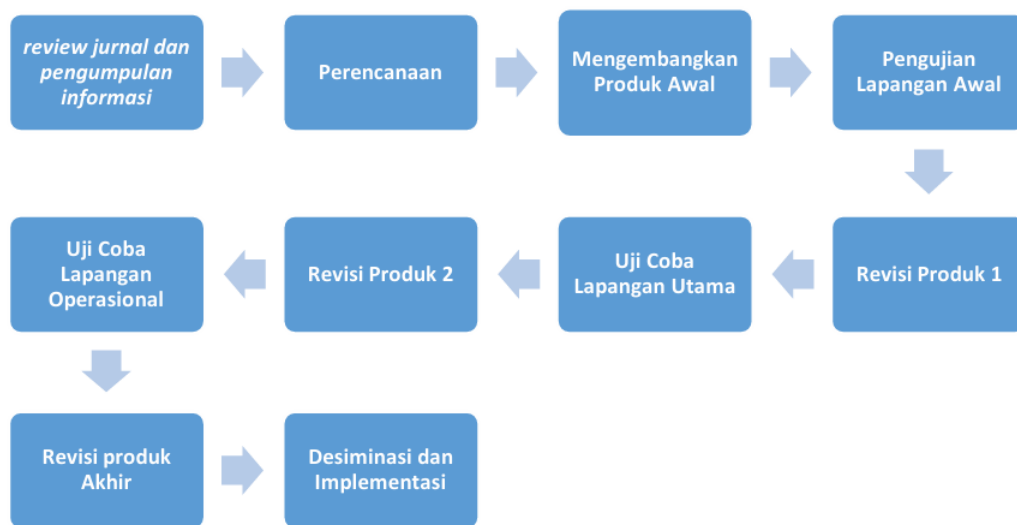 review jurnal dan
pengumpulan
informasi
Perencanaan
Mengembangkan
Produk Awal
Pengujian
Lapangan Awal
Revisi Produk 1
Uji Coba
Lapangan Utama
Revisi Produk 2
Uji Coba
Lapangan
Operasional
Revisi produk
Akhir
Desiminasi dan
Implementasi